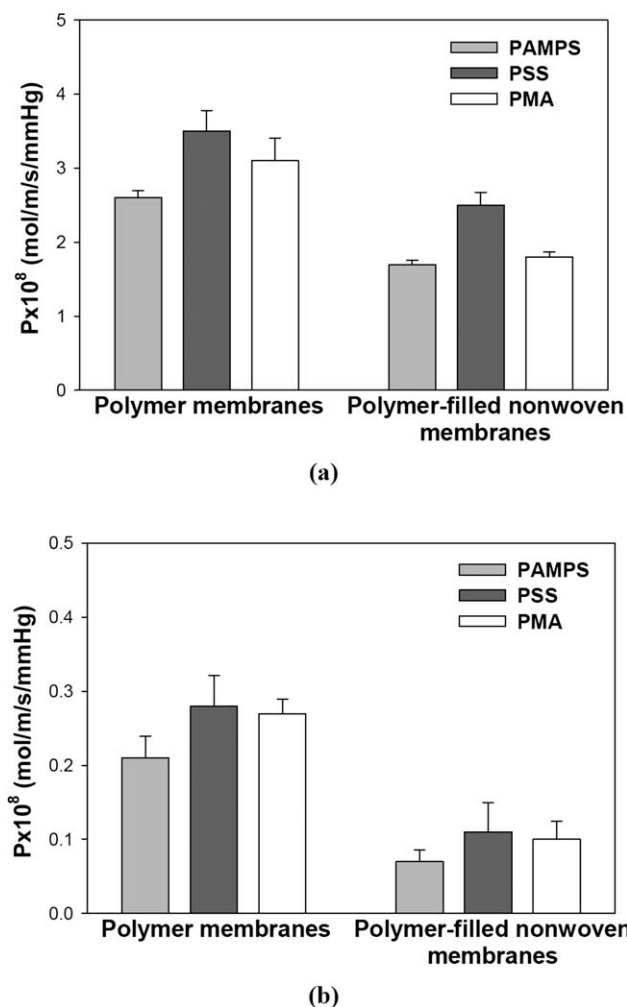 5
4
3
2
1
0
Px10⁸ (mol/m/s/mmHg)
PAMPS
PSS
PMA
Polymer membranes
Polymer-filled nonwoven
membranes
(a)
0.5
0.4
0.3
0.2
0.1
0.0
Px10⁸ (mol/m/s/mmHg)
PAMPS
PSS
PMA
Polymer membranes
Polymer-filled nonwoven
membranes
(b)